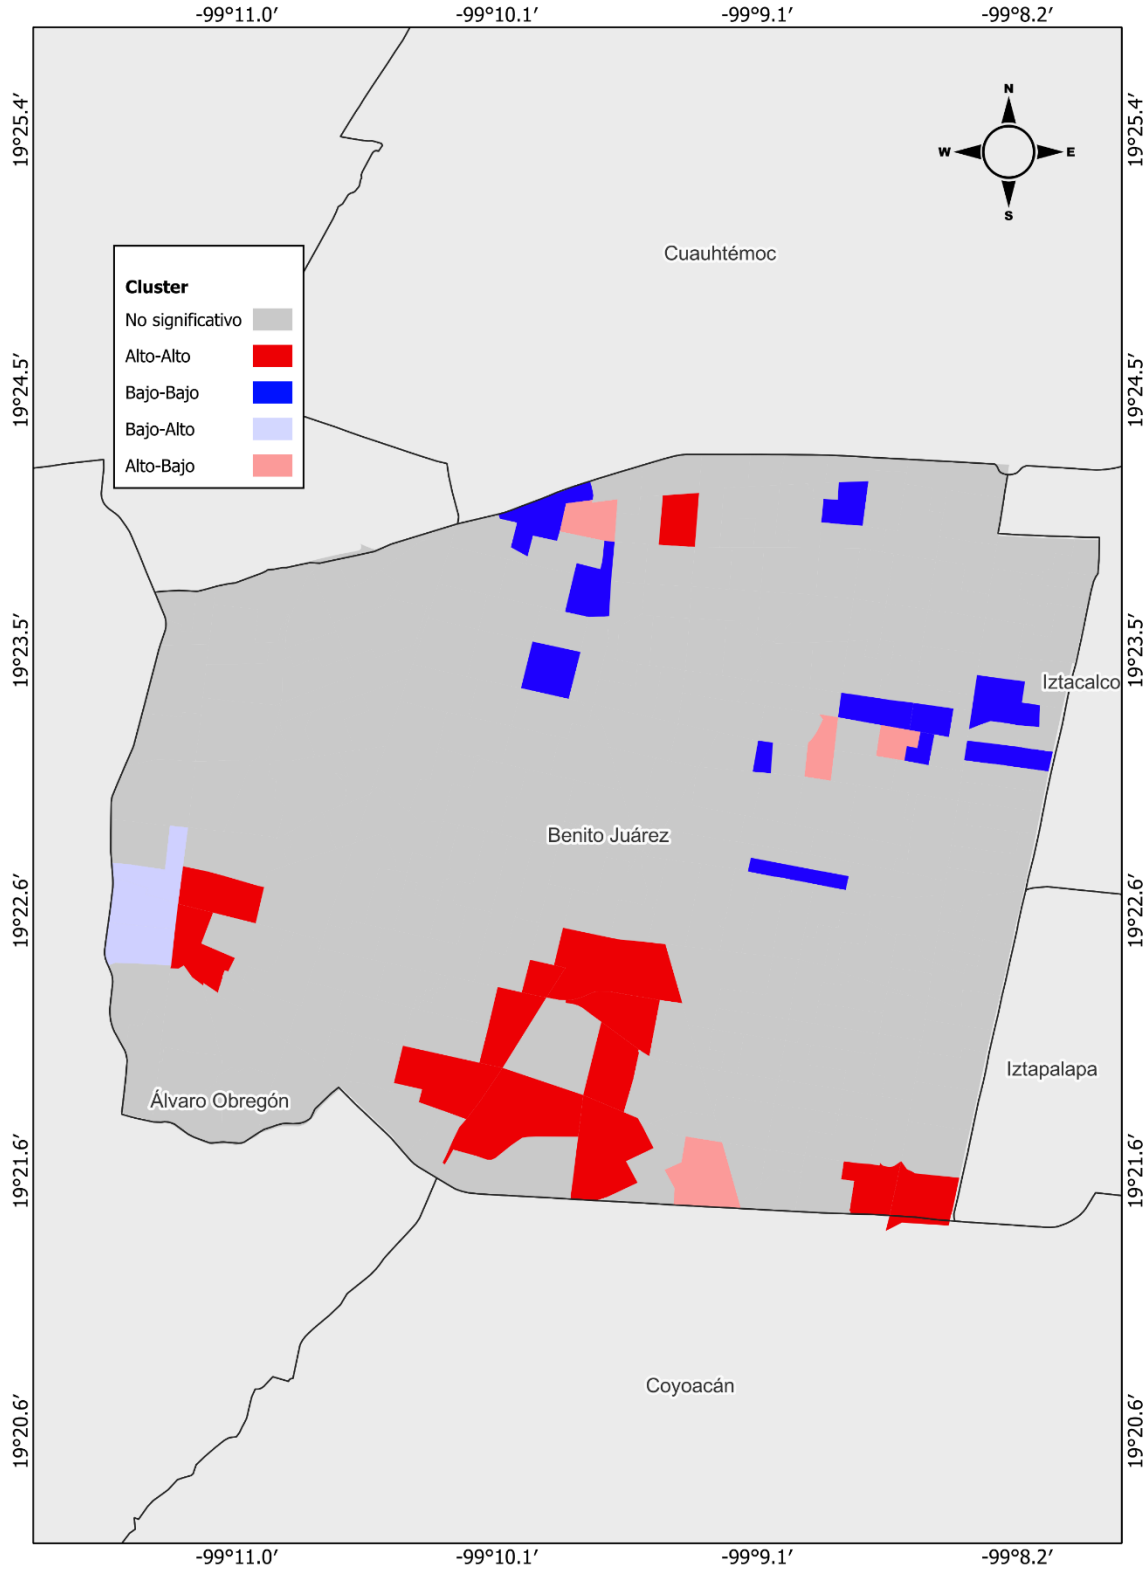 -99°11.0′ -99°10.1′ -99°9.1′ -99°8.2′
N
W E
S
19°25.4′ 19°25.4′
Cuauhtémoc
Cluster
No significativo
Alto-Alto
Bajo-Bajo
Bajo-Alto
Alto-Bajo
19°24.5′ 19°24.5′
19°23.5′ 19°23.5′
Iztacalco
Benito Juárez
19°22.6′ 19°22.6′
Iztapalapa
Álvaro Obregón
19°21.6′ 19°21.6′
Coyoacán
19°20.6′ 19°20.6′
-99°11.0′ -99°10.1′ -99°9.1′ -99°8.2′